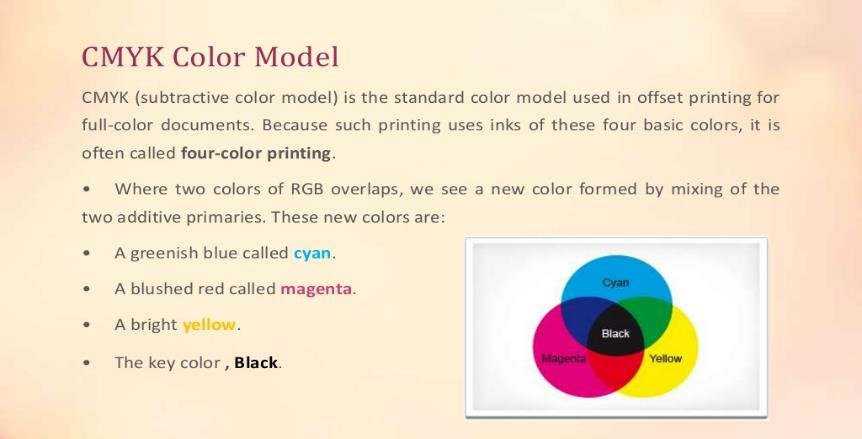 CMYK Color Model
CMYK (subtractive color model) is the standard color model used in offset printing for
full-color documents. Because such printing uses inks of these four basic colors, it is
often called four-color printing.
• Where two colors of RGB overlaps, we see a new color formed by mixing of the
two additive primaries. These new colors are:
• A greenish blue called cyan.
• A blushed red called magenta.
• A bright yellow.
• The key color , Black.
Cyan
Black
Magenta
Yellow